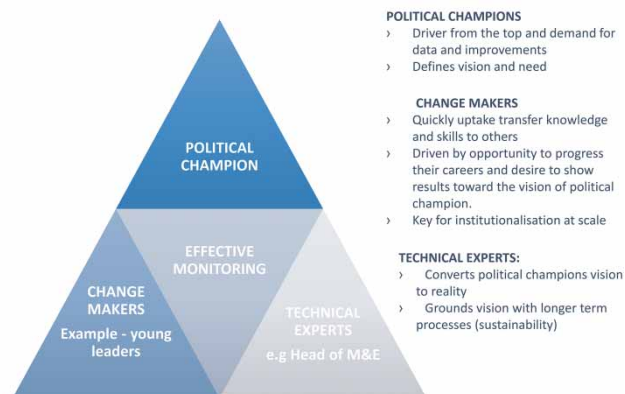 POLITICAL
CHAMPION
EFFECTIVE
MONITORING
CHANGE
MAKERS
Example - young
leaders
TECHNICAL
EXPERTS
e.g Head of M&E
POLITICAL CHAMPIONS
› Driver from the top and demand for
data and improvements
› Defines vision and need
CHANGE MAKERS
› Quickly uptake transfer knowledge
and skills to others
› Driven by opportunity to progress
their careers and desire to show
results toward the vision of political
champion.
› Key for institutionalisation at scale
TECHNICAL EXPERTS:
› Converts political champions vision
to reality
› Grounds vision with longer term
processes (sustainability)